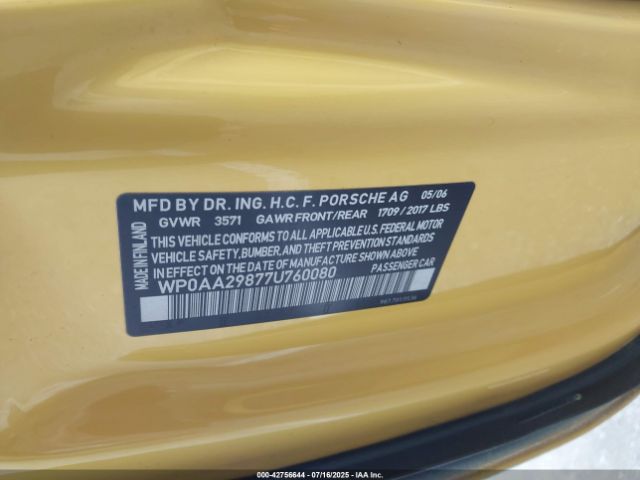 MFD BY DR. ING. H.C. F. PORSCHE AG 05/06
GVWR 3571 GAWR FRONT/REAR 1709 / 2017 LBS
THIS VEHICLE CONFORMS TO ALL APPLICABLE U.S. FEDERAL MOTOR
VEHICLE SAFETY, BUMPER, AND THEFT PREVENTION STANDARDS
IN EFFECT ON THE DATE OF MANUFACTURE SHOWN ABOVE.
WP0AA29877U760080 PASSENGER CAR
MADE IN FINLAND
000-42756644 | 07/16/2025 - IAA Inc.